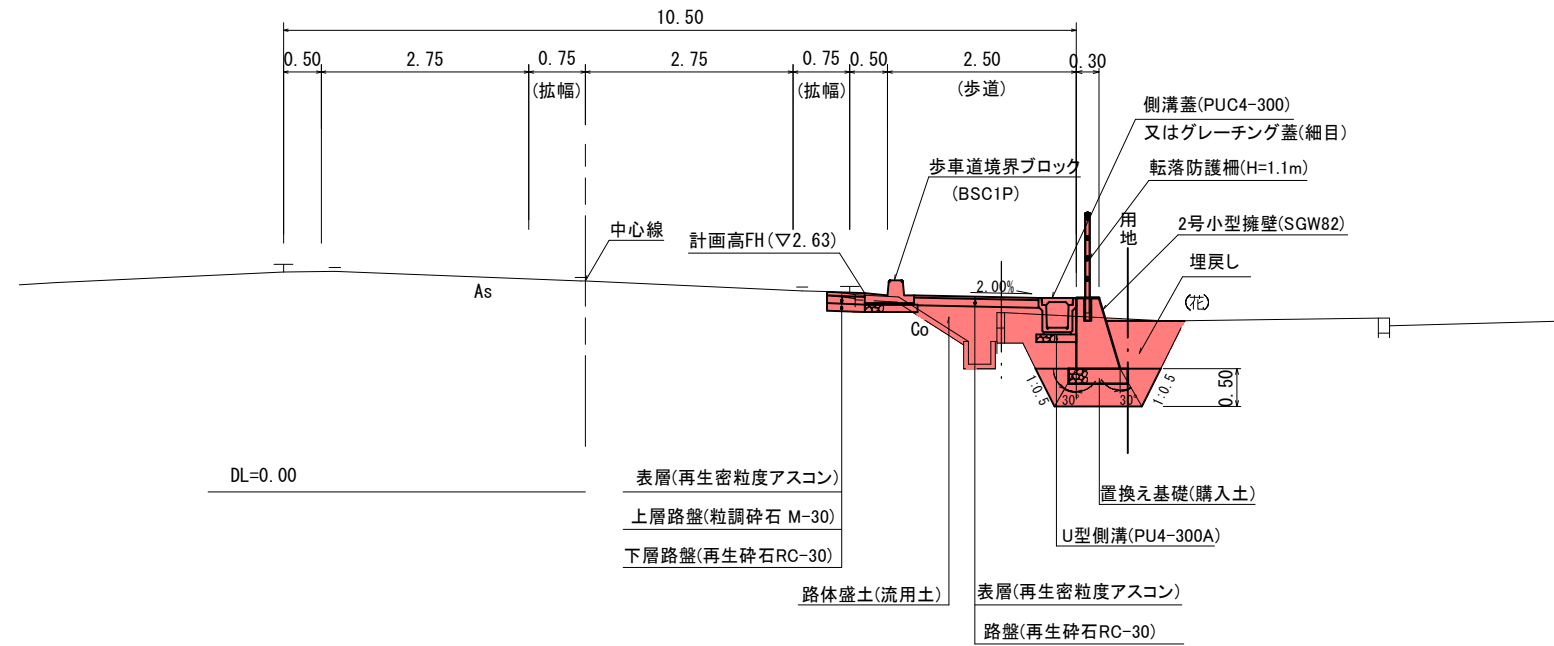 10.50
0.50
2.75
0.75
2.75
0.75
0.50
2.50
0.30
(拡幅)
(拡幅)
(歩道)
側溝蓋(PUC4-300)
又はグレーチング蓋(細目)
歩車道境界ブロック
(BSC1P)
転落防護柵(H=1.1m)
中心線
計画高FH(▽2.63)
用地
2号小型擁壁(SGW82)
埋戻し
2.00%
(花)
As
Co
1:0.5
30°
30°
1:0.5
0.50
DL=0.00
表層(再生密粒度アスコン)
上層路盤(粒調砕石 M-30)
下層路盤(再生砕石RC-30)
置換え基礎(購入土)
U型側溝(PU4-300A)
路体盛土(流用土)
表層(再生密粒度アスコン)
路盤(再生砕石RC-30)